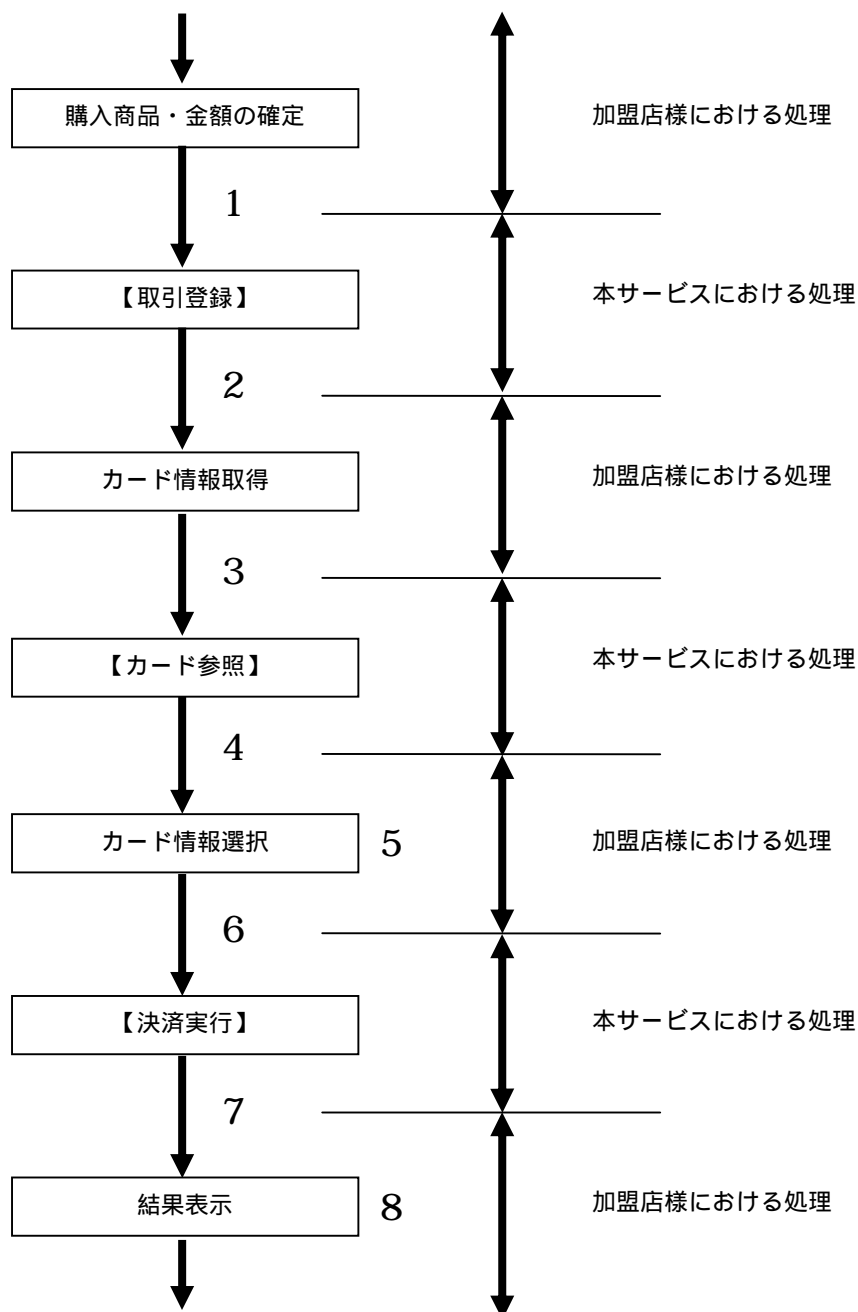 購入商品・金額の確定
加盟店様における処理
1
【取引登録】
本サービスにおける処理
2
カード情報取得
加盟店様における処理
3
【カード参照】
本サービスにおける処理
4
カード情報選択
5
加盟店様における処理
6
【決済実行】
本サービスにおける処理
7
結果表示
8
加盟店様における処理